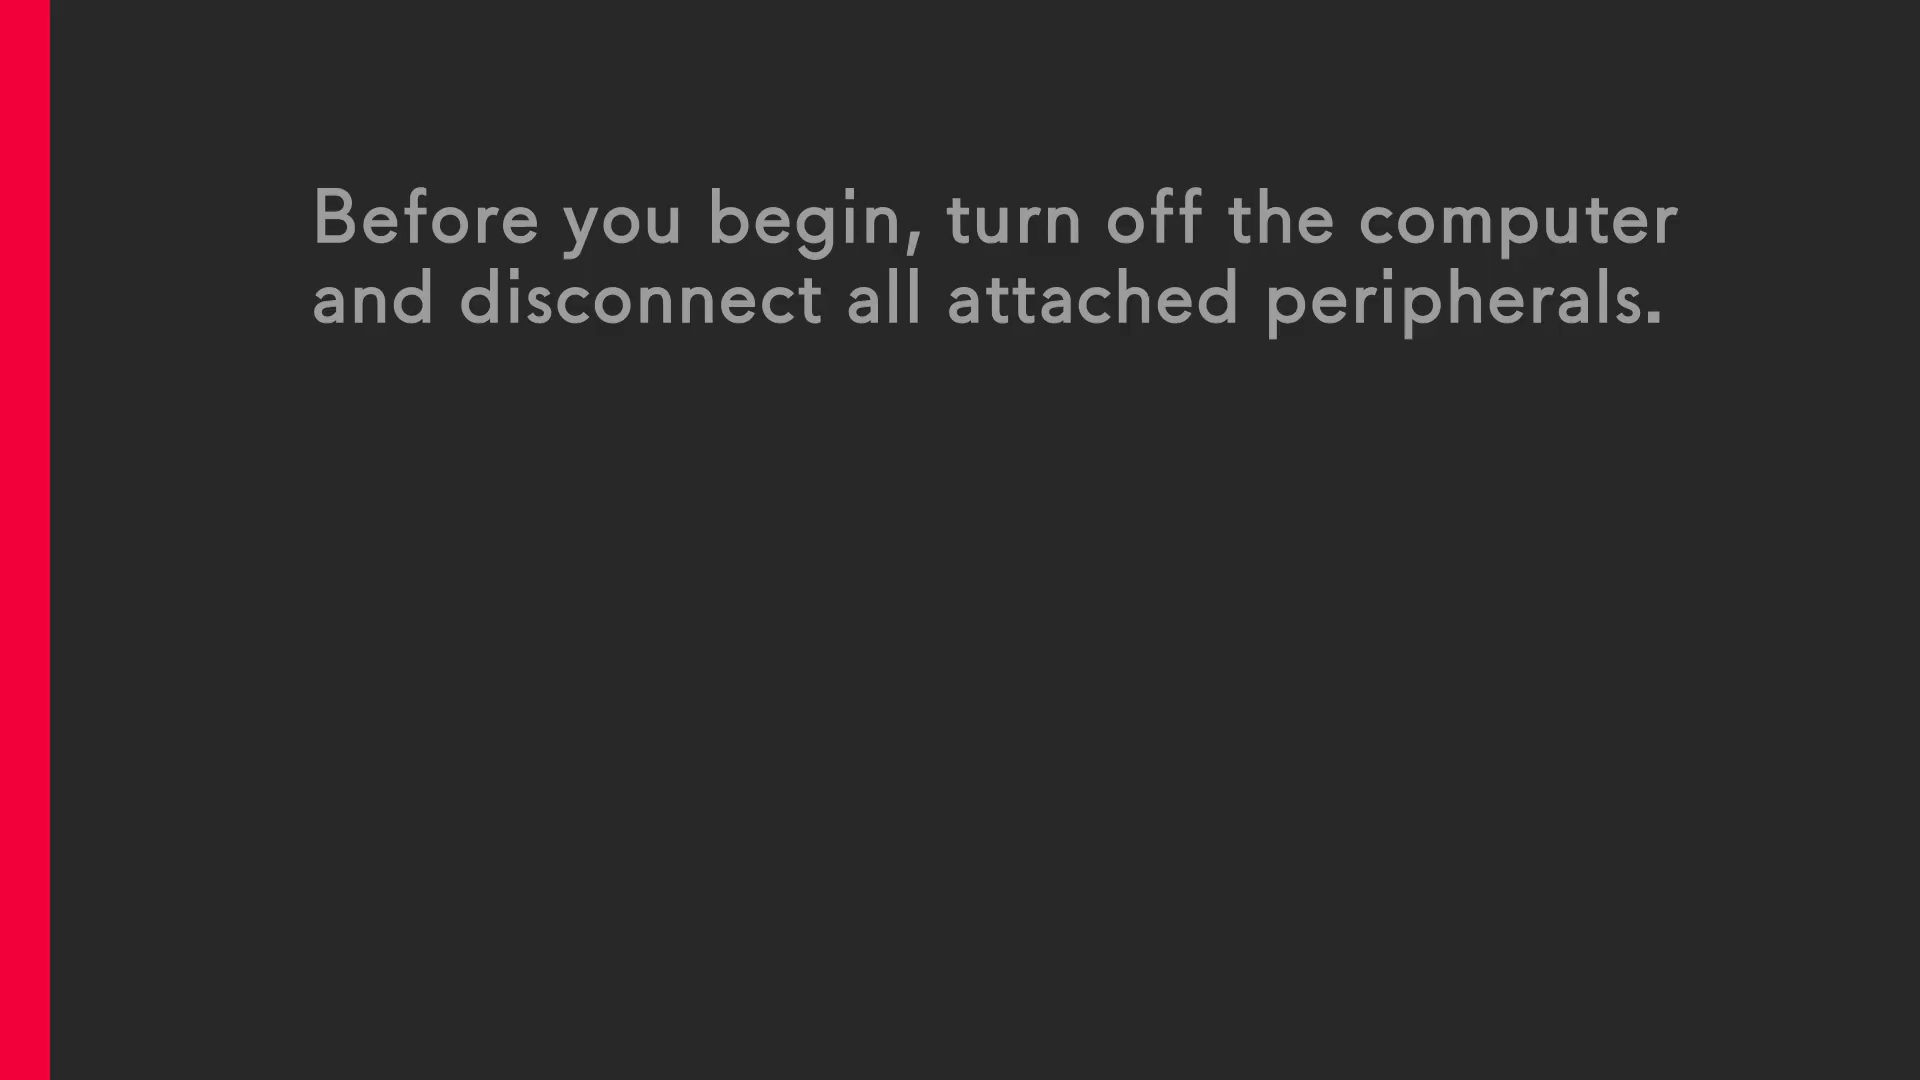 Before you begin, turn off the computer
and disconnect all attached peripherals.